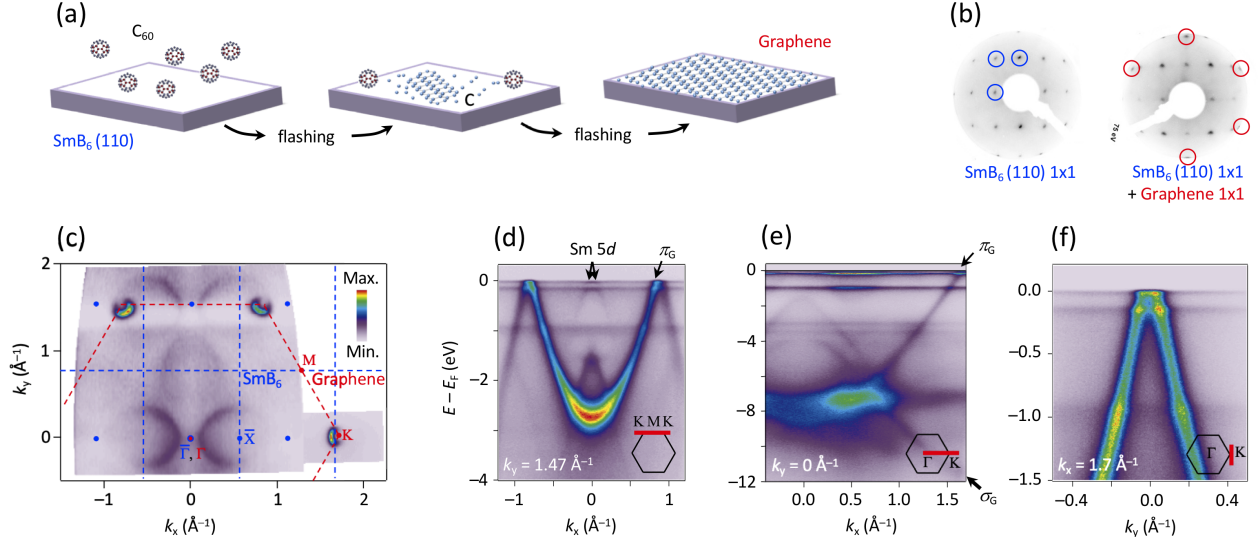 (a)
C60
Graphene
C
SmB6 (110)
flashing
flashing
(b)
75 eV
SmB6 (110) 1x1
SmB6 (110) 1x1
+ Graphene 1x1
(c)
2
1
0
ky (Å−1)
Max.
Min.
M
SmB6
Graphene
X̅
K
Γ̅, Γ
−1
0
1
2
kx (Å−1)
(d)
Sm 5d
πG
0
−2
−4
E − EF (eV)
K M K
ky = 1.47 Å−1
−1
0
1
kx (Å−1)
(e)
πG
0
−4
−8
−12
Γ
K
ky = 0 Å−1
σG
0.0
0.5
1.0
1.5
kx (Å−1)
(f)
0.0
−0.5
−1.0
−1.5
Γ
K
kx = 1.7 Å−1
−0.4
0.0
0.4
ky (Å−1)